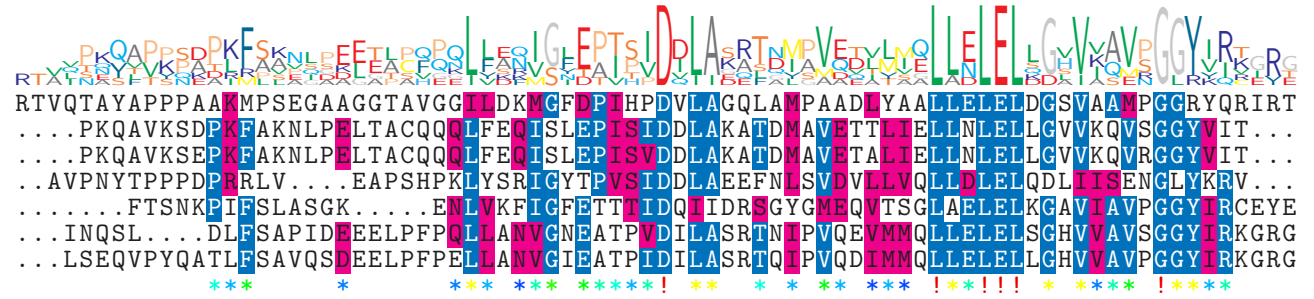 RTVQTAYAPPPAAKMPSEGAAGGTAVGGILDKMGFDPIHPDVLAGQLAMPAADLYAALLELELDGSVAAMPGGRYQRIRT
....PKQAVKSDPKFAKNLPELTACQQQLFEQISLEPISIDDLAKATDMAVETTLIELLNLELLGVVKQVSGGYVIT...
....PKQAVKSEPKFAKNLPELTACQQQLFEQISLEPISVDDLAKATDMAVETALIELLNLELLGVVKQVRGGYVIT...
..AVPNYTPPPDPRRLV....EAPSHPKLYSRIGYTPVSIDDLAEEFNLSVDVLLVQLLDLELQDLIISENGLYKRV...
.......FTSNKPIFSLASGK.....ENLVKFIGFETTTIDQIIDRSGYGMEQVTSGLAELELKGAVIAVPGGYIRCEYE
...INQSL....DLFSAPIDEEELPFPQLLANVGNEATPVDILASRTNIPVQEVMMQLLELELSGHVVAVSGGYIRKGRG
...LSEQVPYQATLFSAVQSDEELPFPELLANVGIEATPIDILASRTQIPVQDIMMQLLELELLGHVVAVPGGYIRKGRG
*** * *** *** *****! ** * * ** *** !**!!! * **** !****